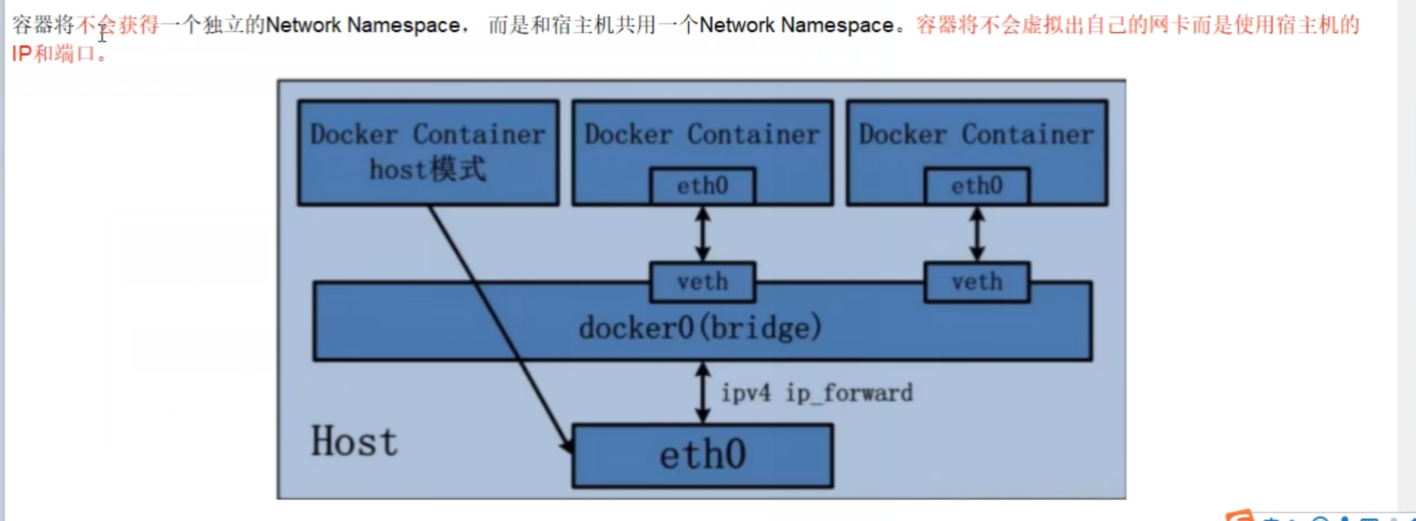 容器将不会获得一个独立的Network Namespace， 而是和宿主机共用一个Network Namespace。容器将不会虚拟出自己的网卡而是使用宿主机的
IP和端口。
Docker Container
host模式
Docker Container
eth0
Docker Container
eth0
veth
veth
docker0(bridge)
ipv4 ip_forward
Host
eth0